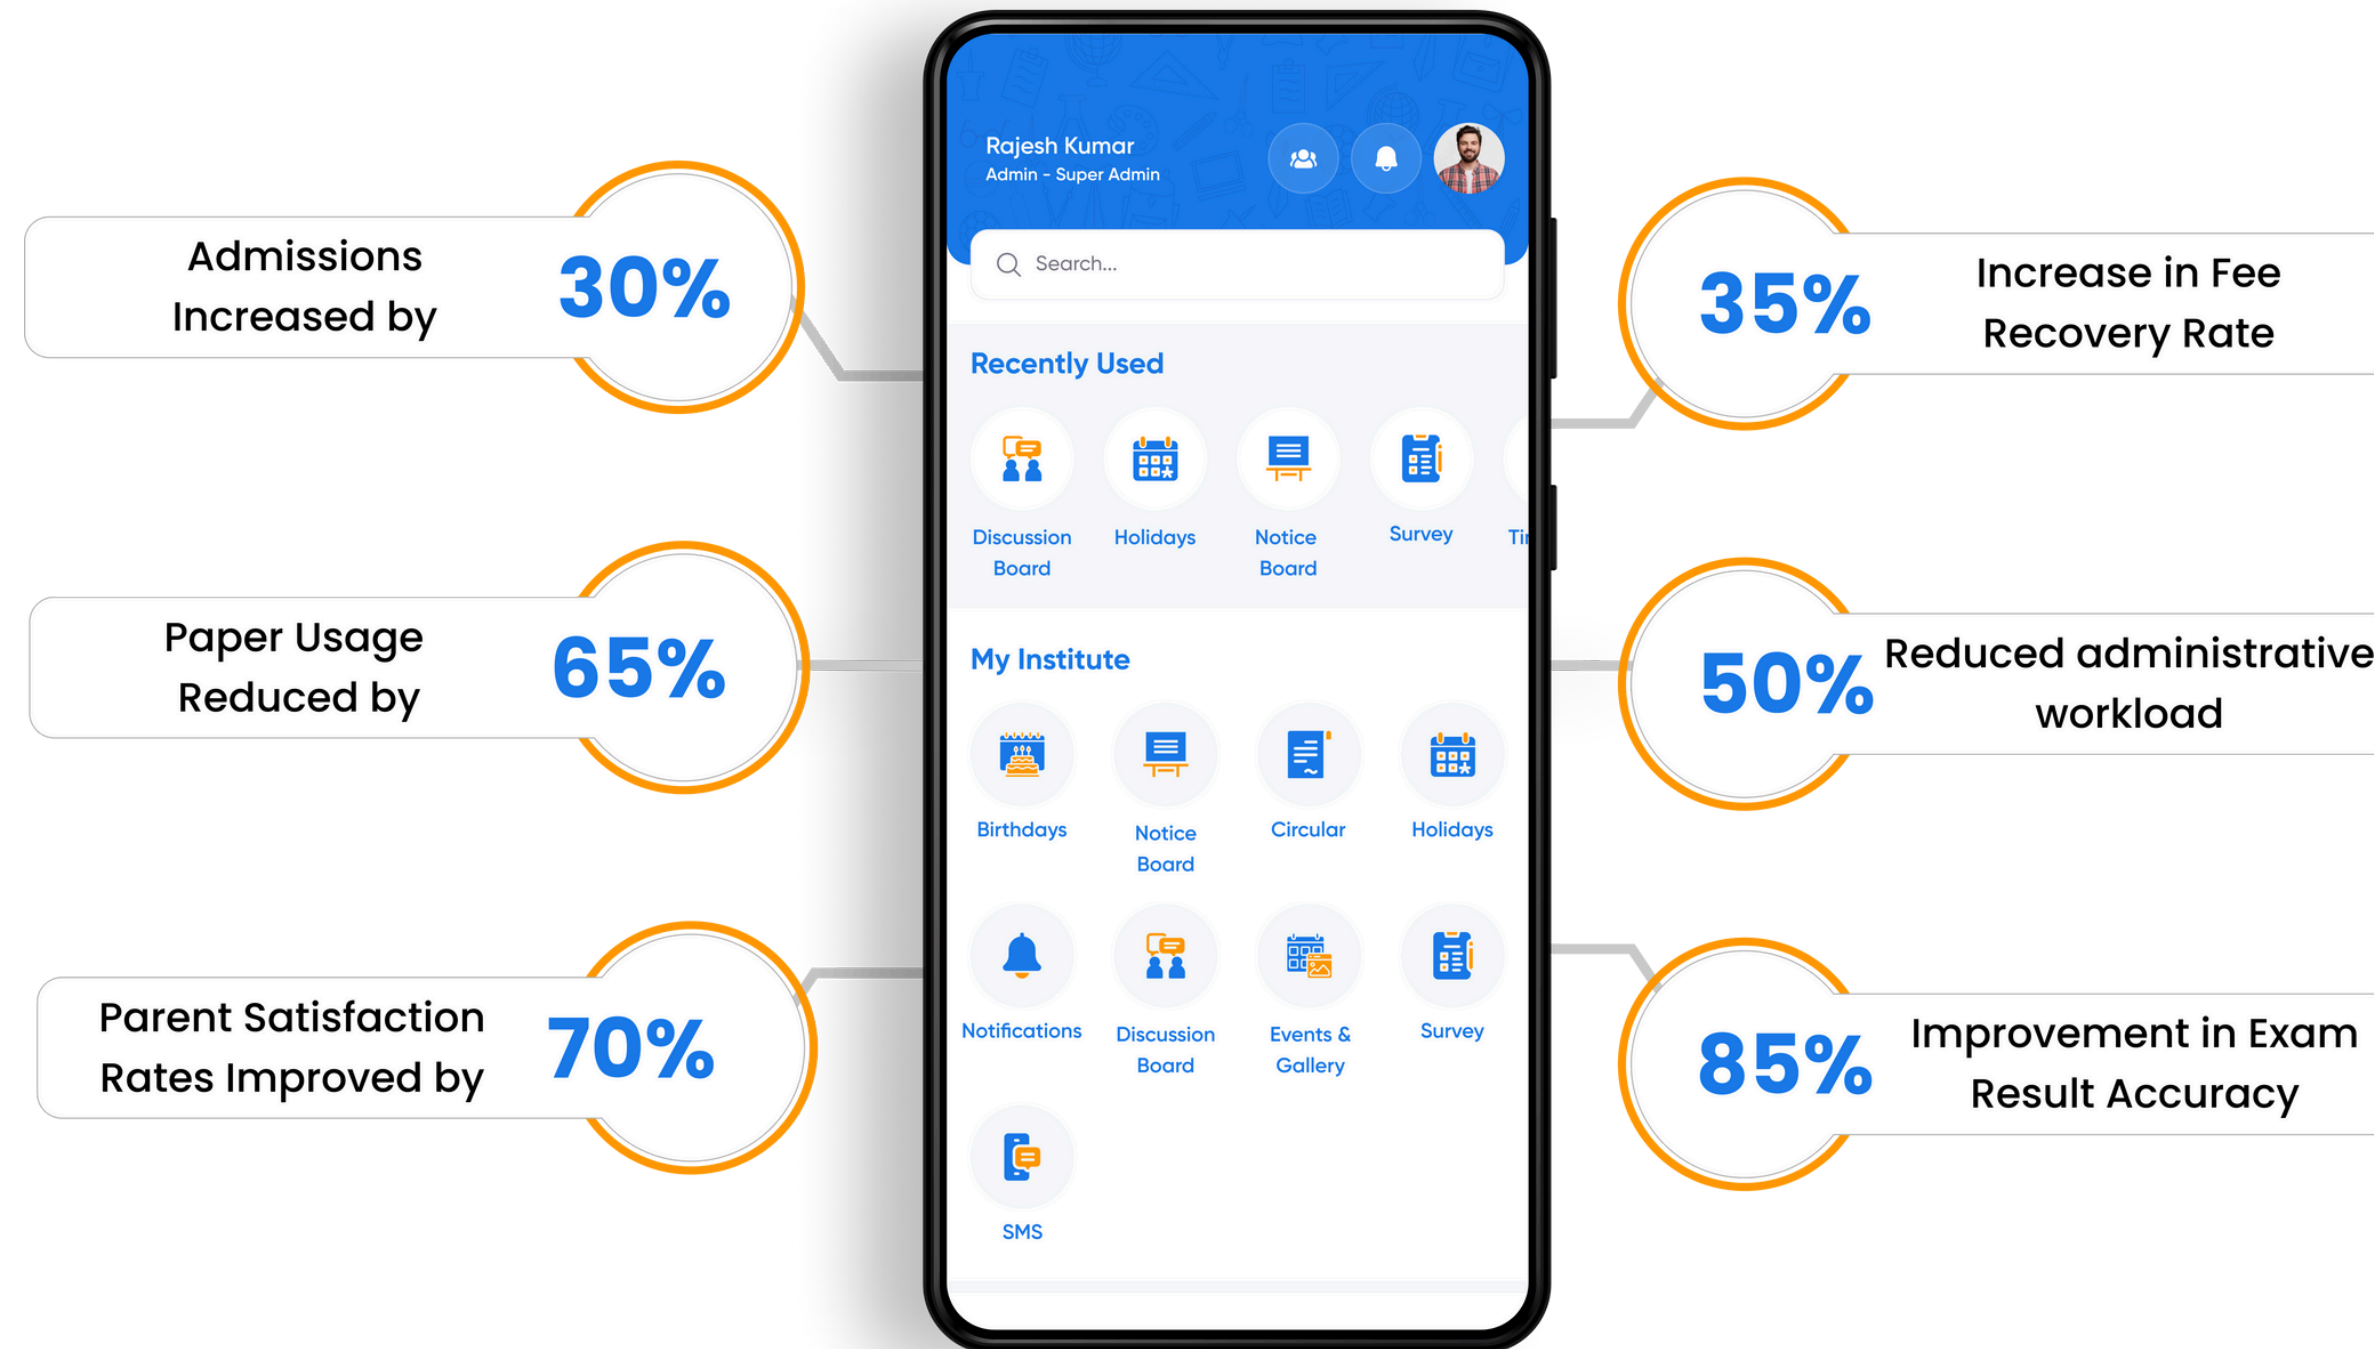 Admissions
Increased by
30%
Paper Usage
Reduced by
65%
Parent Satisfaction
Rates Improved by
70%
Rajesh Kumar
Admin - Super Admin
Search...
Recently Used
Discussion
Board
Holidays
Notice
Board
Survey
My Institute
Birthdays
Notice
Board
Circular
Holidays
Notifications
Discussion
Board
Events &
Gallery
Survey
SMS
35%
Increase in Fee
Recovery Rate
50%
Reduced administrative
workload
85%
Improvement in Exam
Result Accuracy